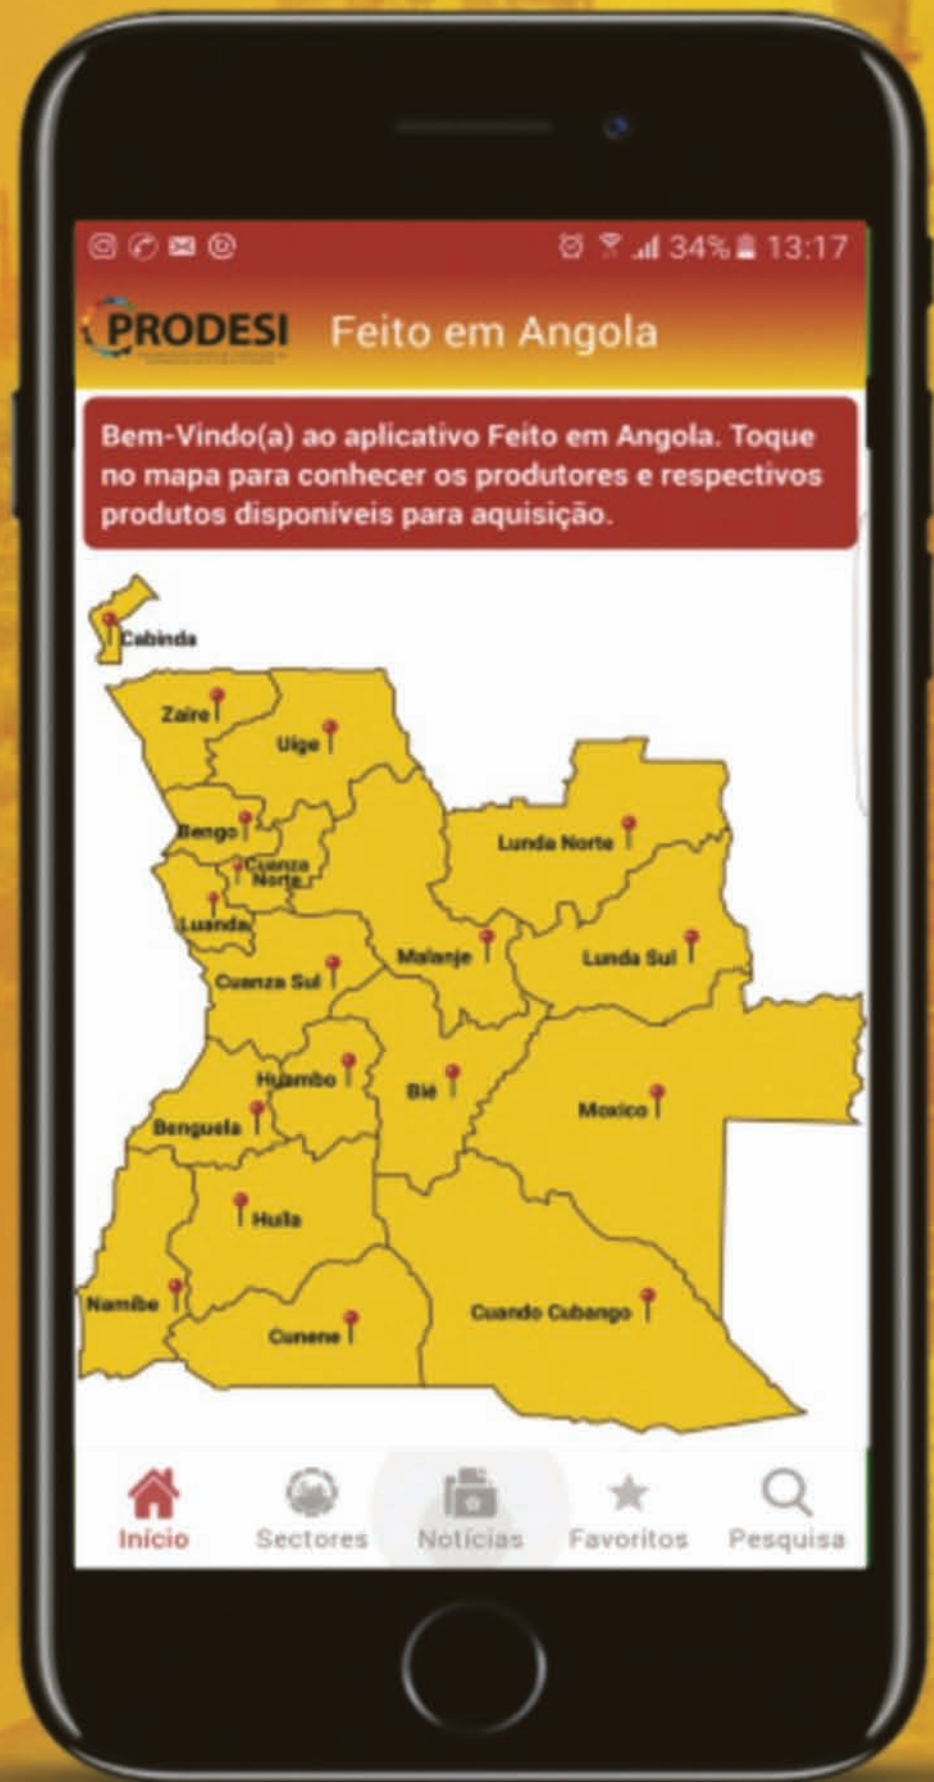 34% 13:17
PRODESI
Feito em Angola
Bem-Vindo(a) ao aplicativo Feito em Angola. Toque
no mapa para conhecer os produtores e respectivos
produtos disponíveis para aquisição.
Cabinda
Zaire
Uíge
Bengo
Lunda Norte
Cuanza
Norte
Luanda
Malanje
Lunda Sul
Cuanza Sul
Huambo
Bié
Moxico
Benguela
Huíla
Namibe
Cuando Cubango
Cunene
Início
Sectores
Notícias
Favoritos
Pesquisa